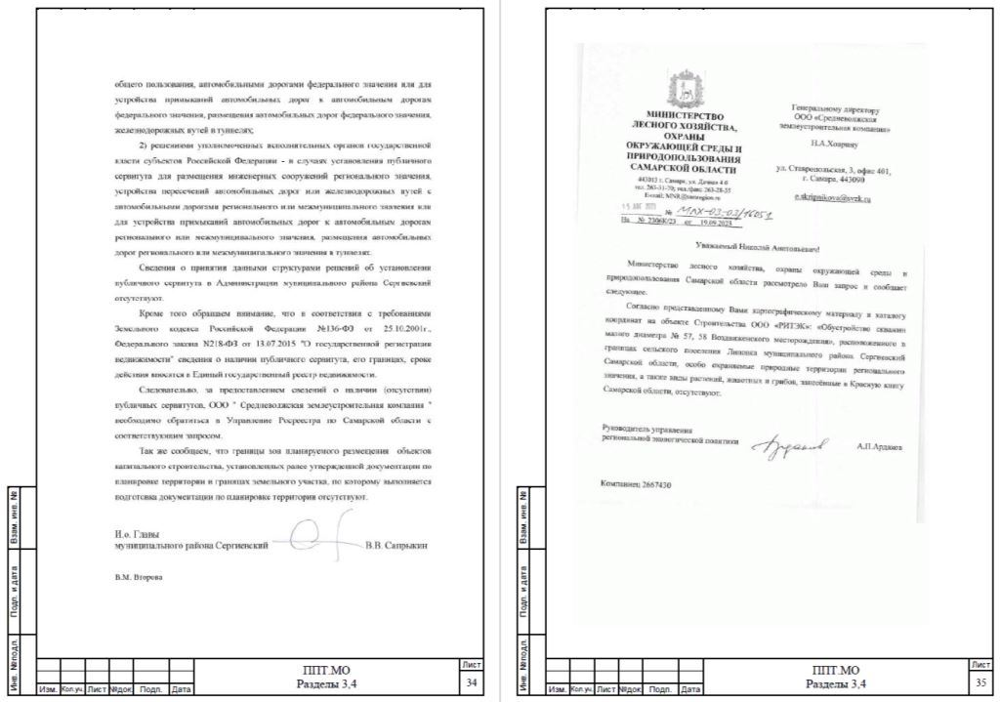 общего пользования, автомобильными дорогами федерального значения или для
устройства примыканий автомобильных дорог к автомобильным дорогам
федерального значения, размещения автомобильных дорог федерального значения,
железнодорожных путей в туннелях;
2) решениями уполномоченных исполнительных органов государственной
власти субъектов Российской Федерации - в случаях установления публичного
сервитута для размещения инженерных сооружений регионального значения,
устройства пересечений автомобильных дорог или железнодорожных путей с
автомобильными дорогами регионального или межмуниципального значения или
для устройства примыканий автомобильных дорог к автомобильным дорогам
регионального или межмуниципального значения, размещения автомобильных
дорог регионального или межмуниципального значения в туннелях.
Сведения о принятии данными структурами решений об установлении
публичного сервитута в Администрации муниципального района Сергиевский
отсутствуют.
Кроме того обращаем внимание, что в соответствии с требованиями
Земельного кодекса Российской Федерации №136-ФЗ от 25.10.2001г.,
Федерального закона N218-ФЗ от 13.07.2015 "О государственной регистрации
недвижимости" сведения о наличии публичного сервитута, его границах, сроке
действия вносятся в Единый государственный реестр недвижимости.
Следовательно, за предоставлением сведений о наличии (отсутствии)
публичных сервитутов, ООО " Средневолжская землеустроительная компания "
необходимо обратиться в Управление Росреестра по Самарской области с
соответствующим запросом.
Так же сообщаем, что границы зон планируемого размещения объектов
капитального строительства, установленных ранее утвержденной документации по
планировке территории в границах земельного участка, по которому выполняется
подготовка документации по планировке территории отсутствуют.
И.о. Главы
муниципального района Сергиевский В.В. Сапрыкин
В.М. Второва
Взам. инв. №
Подп. и дата
Инв. №подл.
Изм. Кол.уч. Лист №док. Подп. Дата
ППТ.МО
Разделы 3,4
Лист
34
МИНИСТЕРСТВО
ЛЕСНОГО ХОЗЯЙСТВА,
ОХРАНЫ
ОКРУЖАЮЩЕЙ СРЕДЫ И
ПРИРОДОПОЛЬЗОВАНИЯ
САМАРСКОЙ ОБЛАСТИ
443013 г. Самара, ул. Дачная 4 б
тел. 263-31-70; тел./факс 263-28-35
E-mail: MNR@samregion.ru
№ МЛХ-03-03/16051
На № 2306К/23 от 19.09.2023
Генеральному директору
ООО «Средневолжская
землеустроительная компания»
Н.А.Ховрину
ул. Ставропольская, 3, офис 401,
г. Самара, 443090
e.skripnikova@svzk.ru
Уважаемый Николай Анатольевич!
Министерство лесного хозяйства, охраны окружающей среды и
природопользования Самарской области рассмотрело Ваш запрос и сообщает
следующее.
Согласно представленному Вами картографическому материалу и каталогу
координат на объекте Строительства ООО «РИТЭК»: «Обустройство скважин
малого диаметра № 57, 58 Воздвиженского месторождения», расположенного в
границах сельского поселения Липовка муниципального района Сергиевский
Самарской области, особо охраняемые природные территории регионального
значения, а также виды растений, животных и грибов, занесённые в Красную книгу
Самарской области, отсутствуют.
Руководитель управления
региональной экологической политики А.П.Ардаков
Компаниец 2667430
Взам. инв. №
Подп. и дата
Инв. №подл.
Изм. Кол.уч. Лист №док. Подп. Дата
ППТ.МО
Разделы 3,4
Лист
35